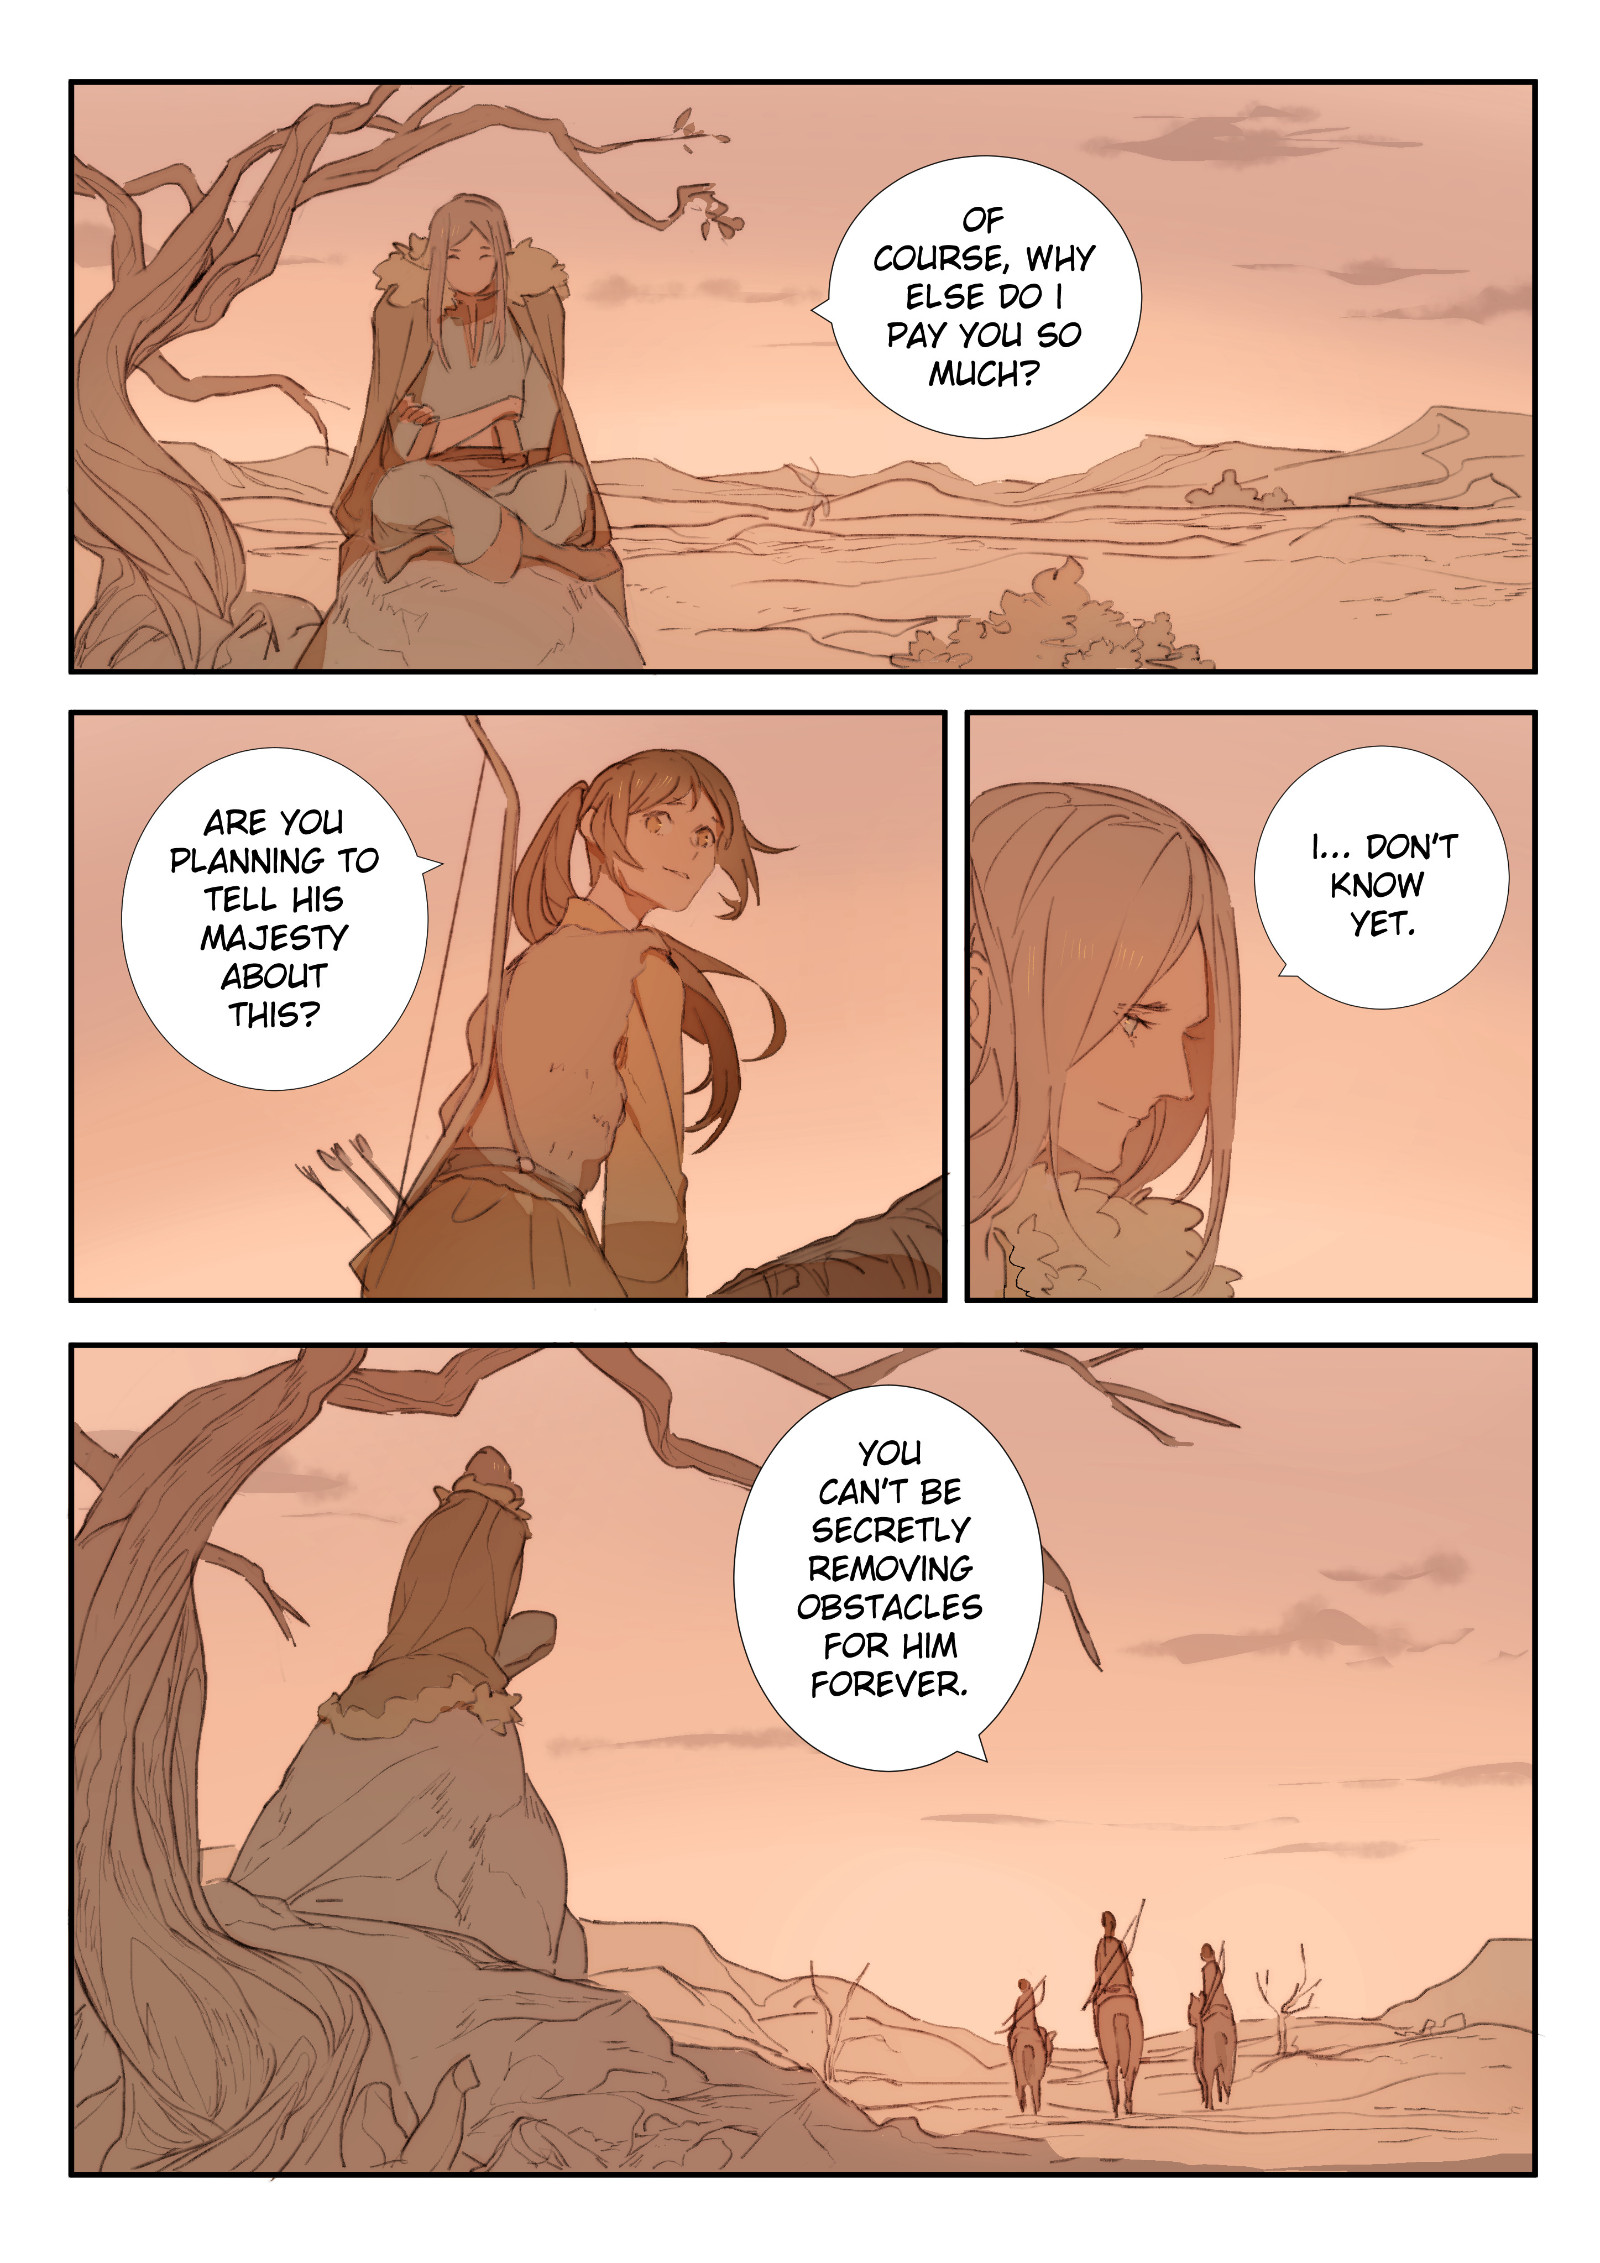 OF
COURSE, WHY
ELSE DO I
PAY YOU SO
MUCH?
ARE YOU
PLANNING TO
TELL HIS
MAJESTY
ABOUT
THIS?
I... DON'T
KNOW
YET.
YOU
CAN'T BE
SECRETLY
REMOVING
OBSTACLES
FOR HIM
FOREVER.